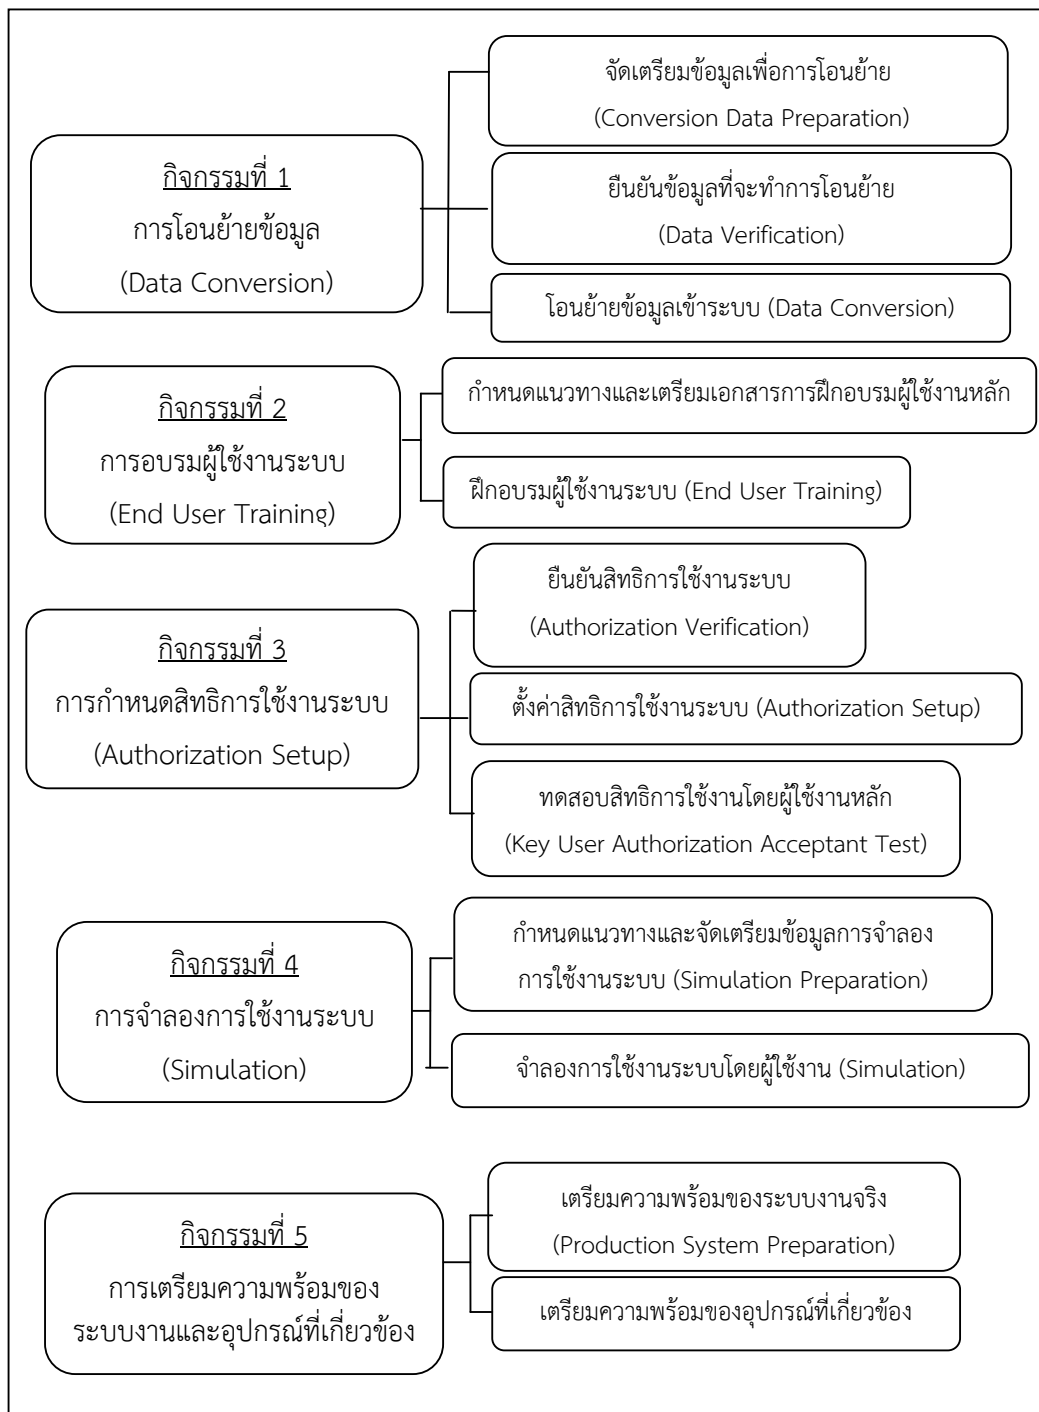 กิจกรรมที่ 1
การโอนย้ายข้อมูล
(Data Conversion)
จัดเตรียมข้อมูลเพื่อการโอนย้าย
(Conversion Data Preparation)
ยืนยันข้อมูลที่จะทำการโอนย้าย
(Data Verification)
โอนย้ายข้อมูลเข้าระบบ (Data Conversion)
กิจกรรมที่ 2
การอบรมผู้ใช้งานระบบ
(End User Training)
กำหนดแนวทางและเตรียมเอกสารการฝึกอบรมผู้ใช้งานหลัก
ฝึกอบรมผู้ใช้งานระบบ (End User Training)
กิจกรรมที่ 3
การกำหนดสิทธิการใช้งานระบบ
(Authorization Setup)
ยืนยันสิทธิการใช้งานระบบ
(Authorization Verification)
ตั้งค่าสิทธิการใช้งานระบบ (Authorization Setup)
ทดสอบสิทธิการใช้งานโดยผู้ใช้งานหลัก
(Key User Authorization Acceptant Test)
กิจกรรมที่ 4
การจำลองการใช้งานระบบ
(Simulation)
กำหนดแนวทางและจัดเตรียมข้อมูลการจำลอง
การใช้งานระบบ (Simulation Preparation)
จำลองการใช้งานระบบโดยผู้ใช้งาน (Simulation)
กิจกรรมที่ 5
การเตรียมความพร้อมของ
ระบบงานและอุปกรณ์ที่เกี่ยวข้อง
เตรียมความพร้อมของระบบงานจริง
(Production System Preparation)
เตรียมความพร้อมของอุปกรณ์ที่เกี่ยวข้อง